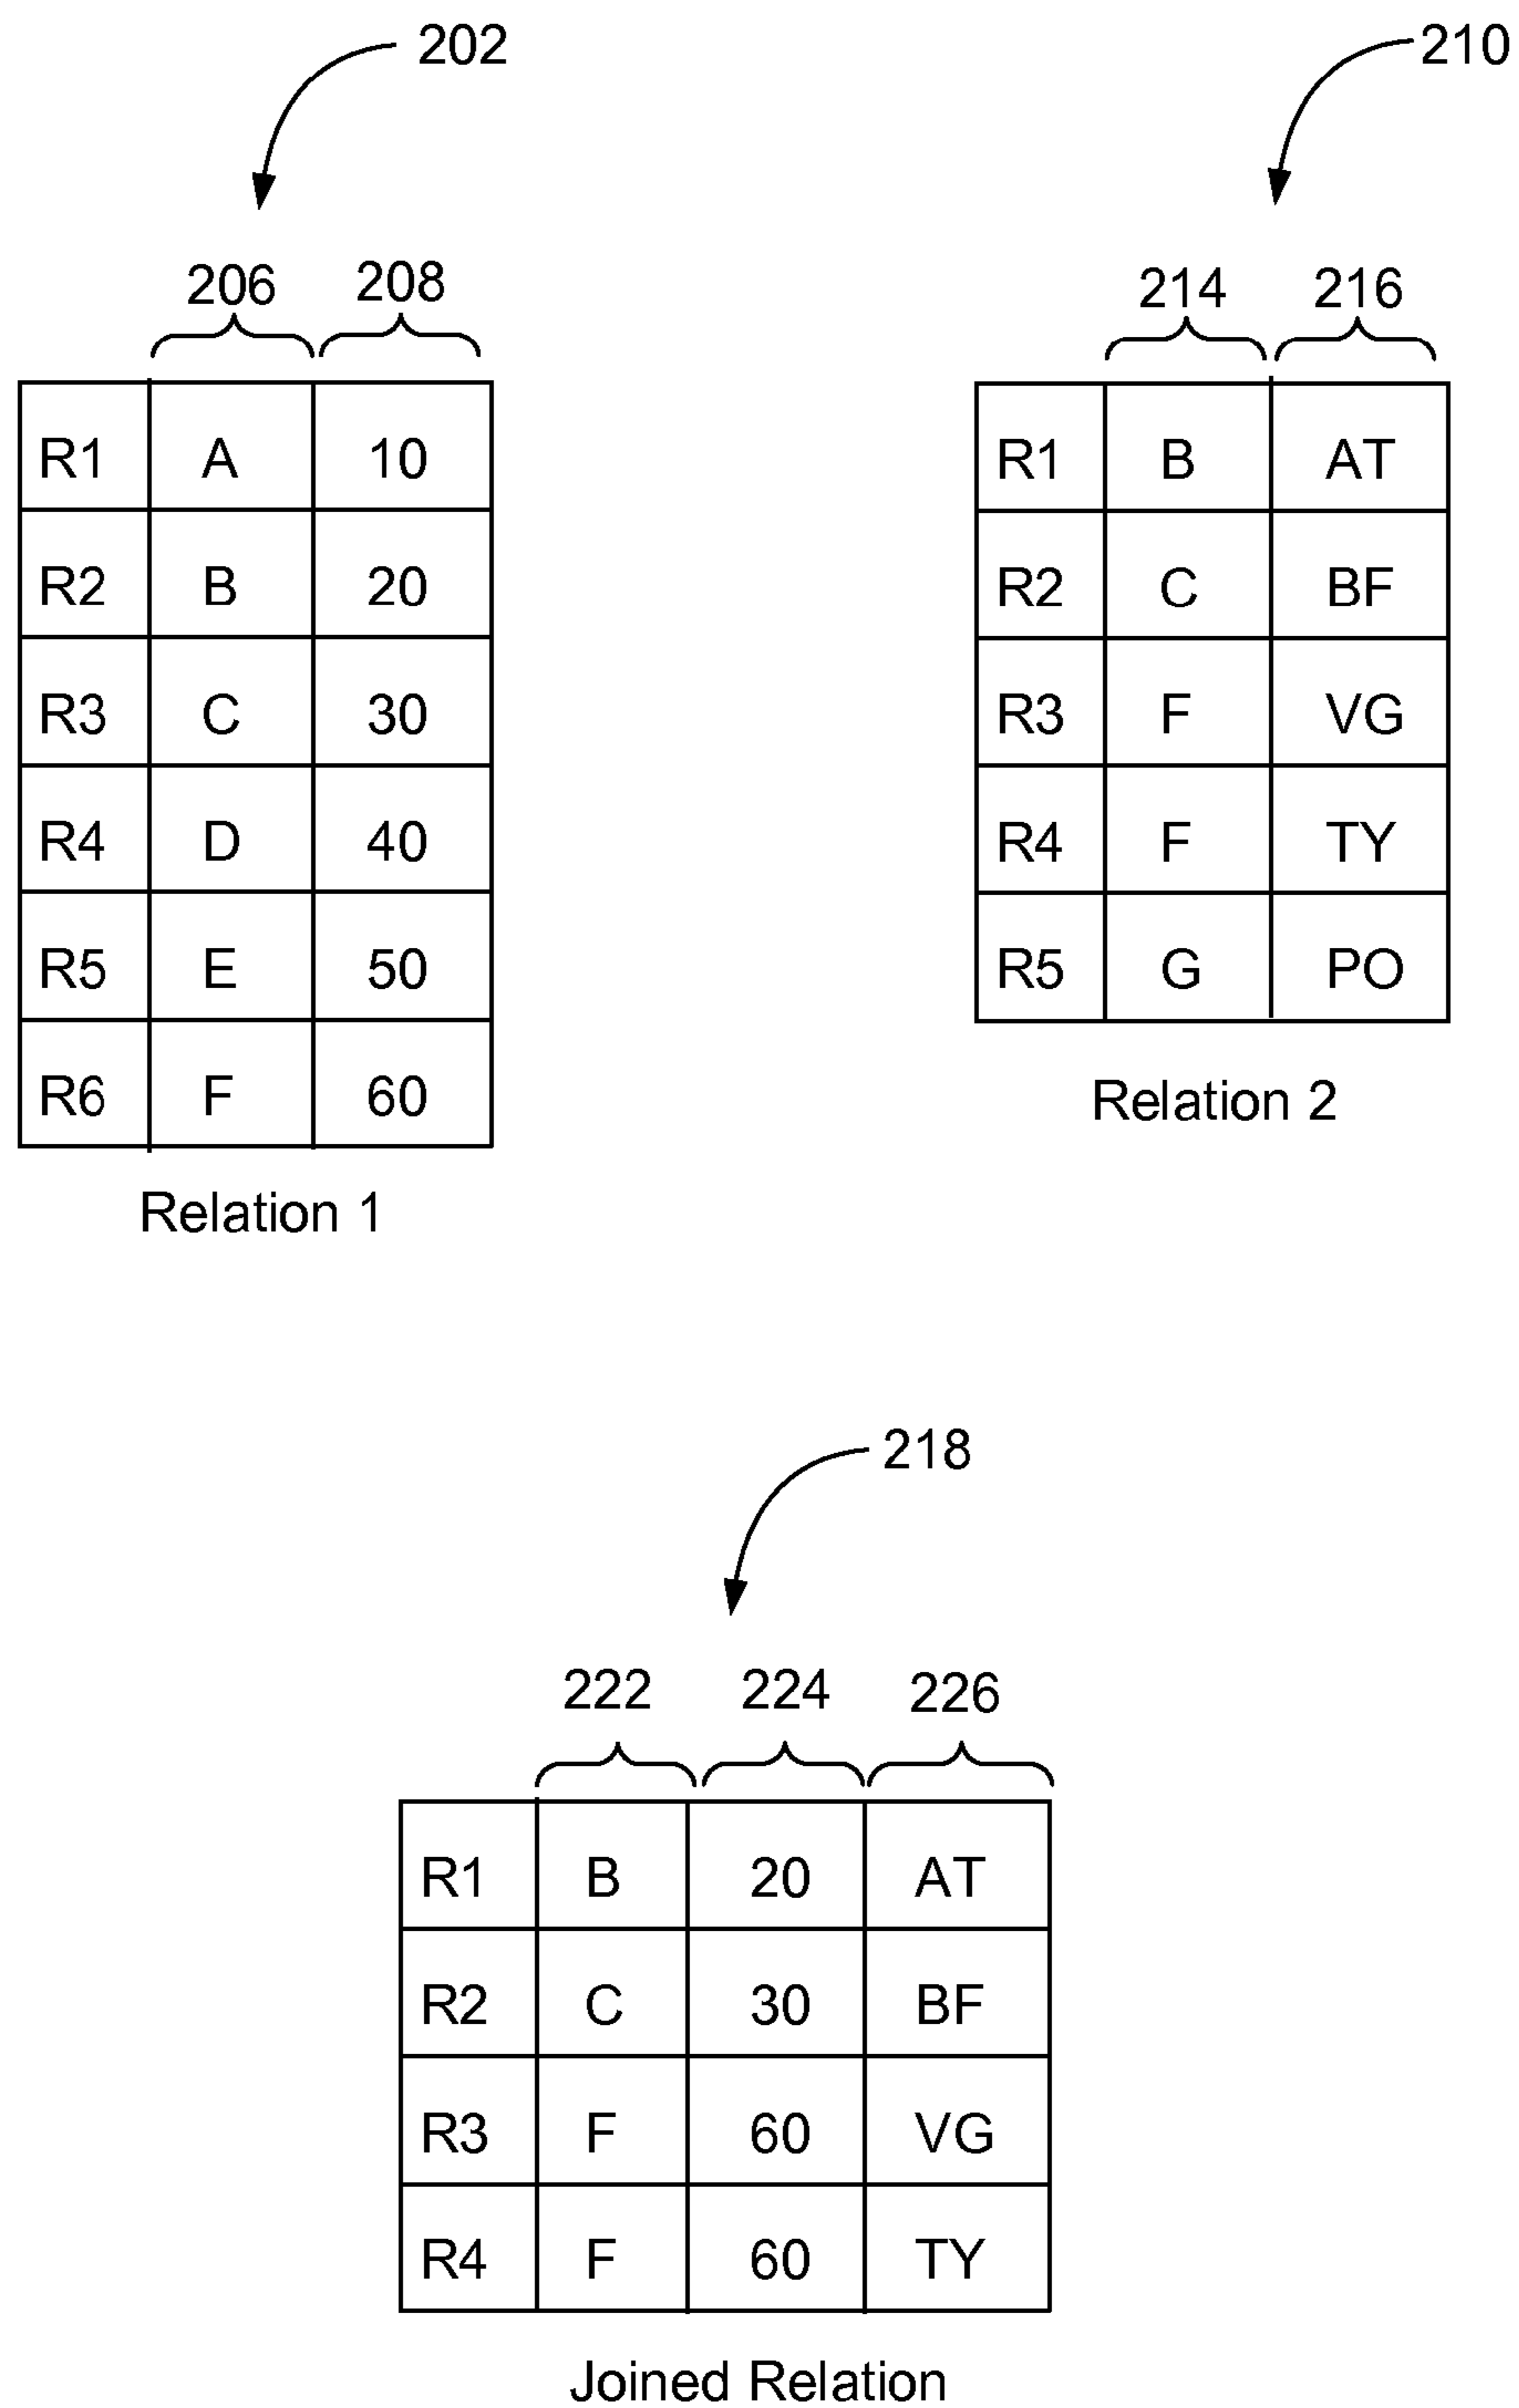 202
206 208
R1 A 10
R2 B 20
R3 C 30
R4 D 40
R5 E 50
R6 F 60
Relation 1
210
214 216
R1 B AT
R2 C BF
R3 F VG
R4 F TY
R5 G PO
Relation 2
218
222 224 226
R1 B 20 AT
R2 C 30 BF
R3 F 60 VG
R4 F 60 TY
Joined Relation